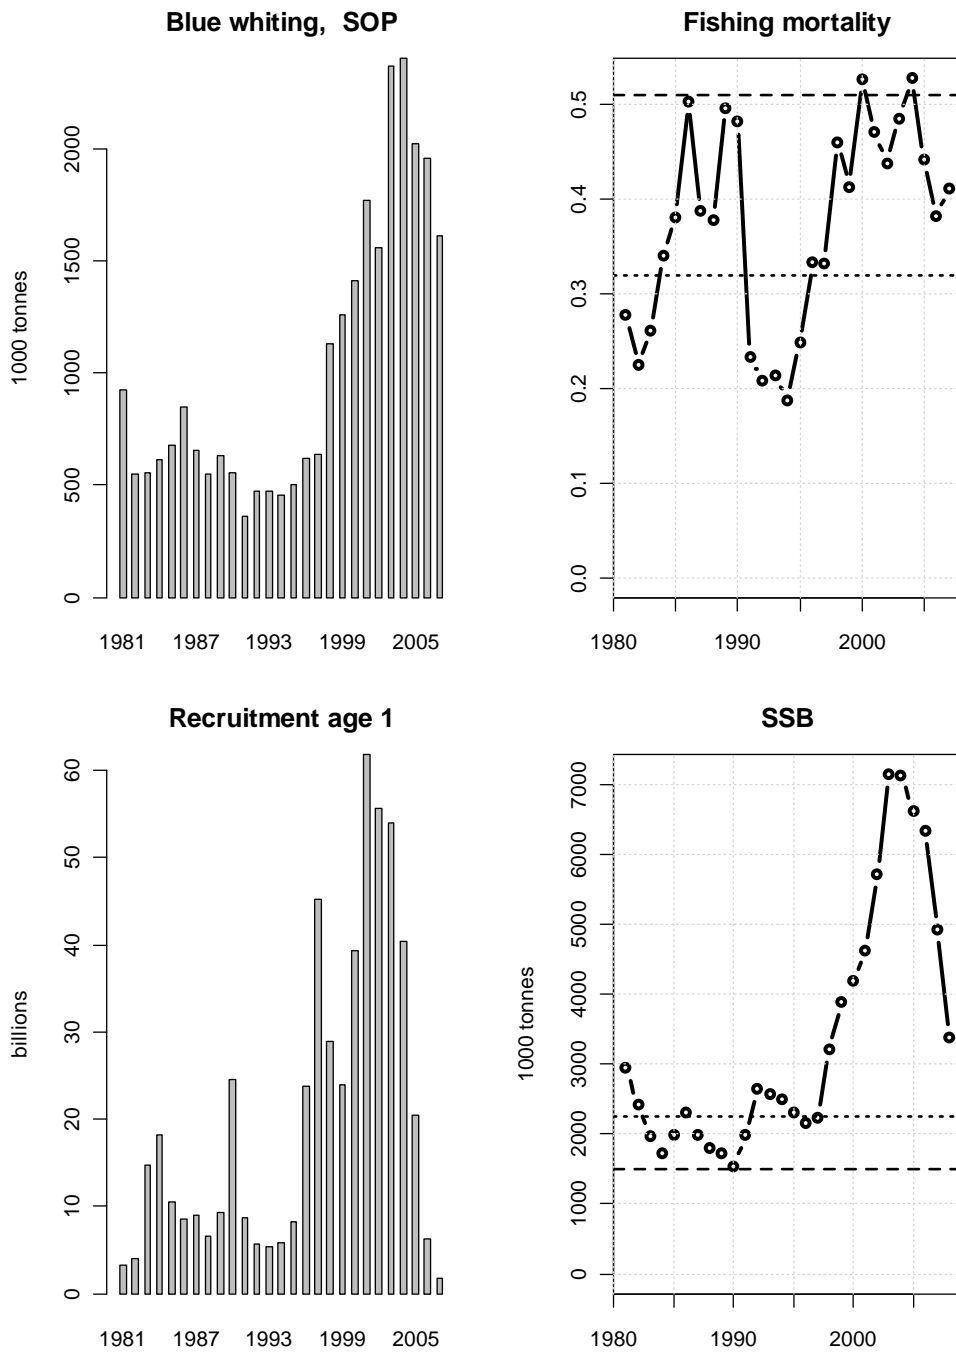 Blue whiting,  SOP
1000 tonnes
2000
1500
1000
500
0
1981 1987 1993 1999 2005
Fishing mortality
0.5
0.4
0.3
0.2
0.1
0.0
1980 1990 2000
Recruitment age 1
billions
60
50
40
30
20
10
0
1981 1987 1993 1999 2005
SSB
1000 tonnes
7000
6000
5000
4000
3000
2000
1000
0
1980 1990 2000